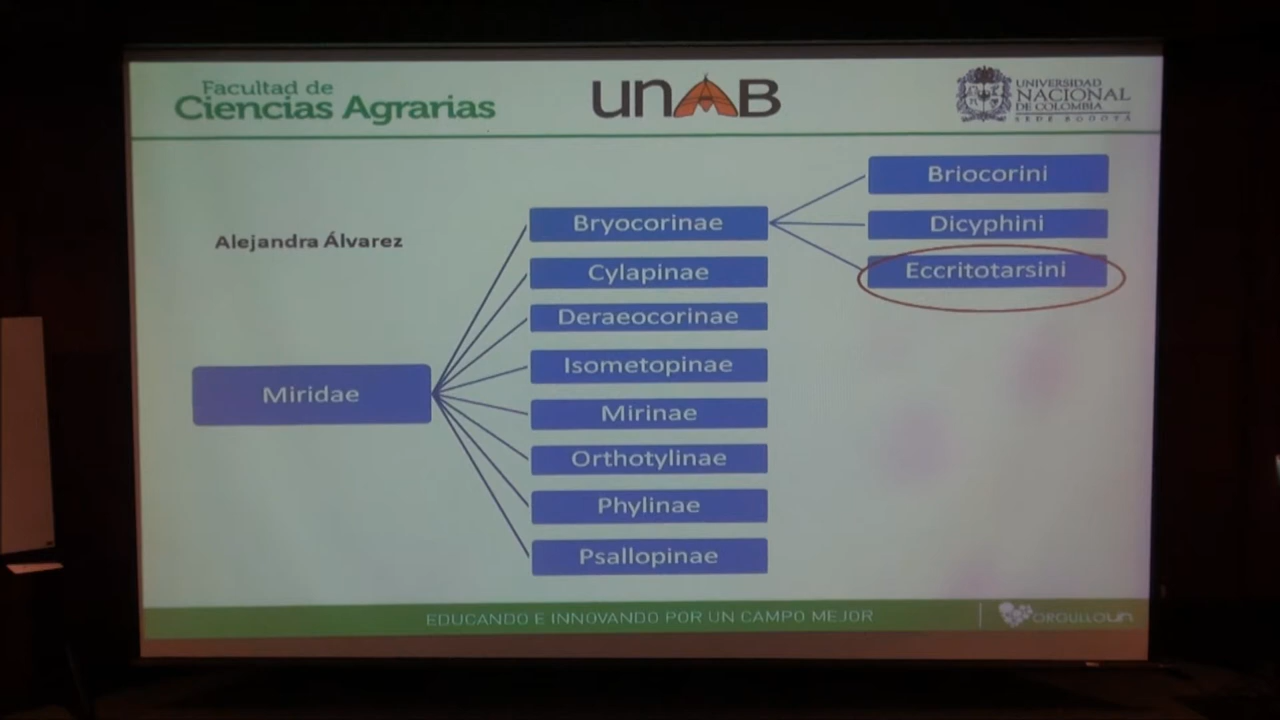 Facultad de
Ciencias Agrarias
UNAB
UNIVERSIDAD
NACIONAL
DE COLOMBIA
SEDE BOGOTÁ
Alejandra Álvarez
Miridae
Bryocorinae
Cylapinae
Deraeocorinae
Isometopinae
Mirinae
Orthotylinae
Phylinae
Psallopinae
Briocorini
Dicyphini
Eccritotarsini
EDUCANDO E INNOVANDO POR UN CAMPO MEJOR
ORGULLOUN